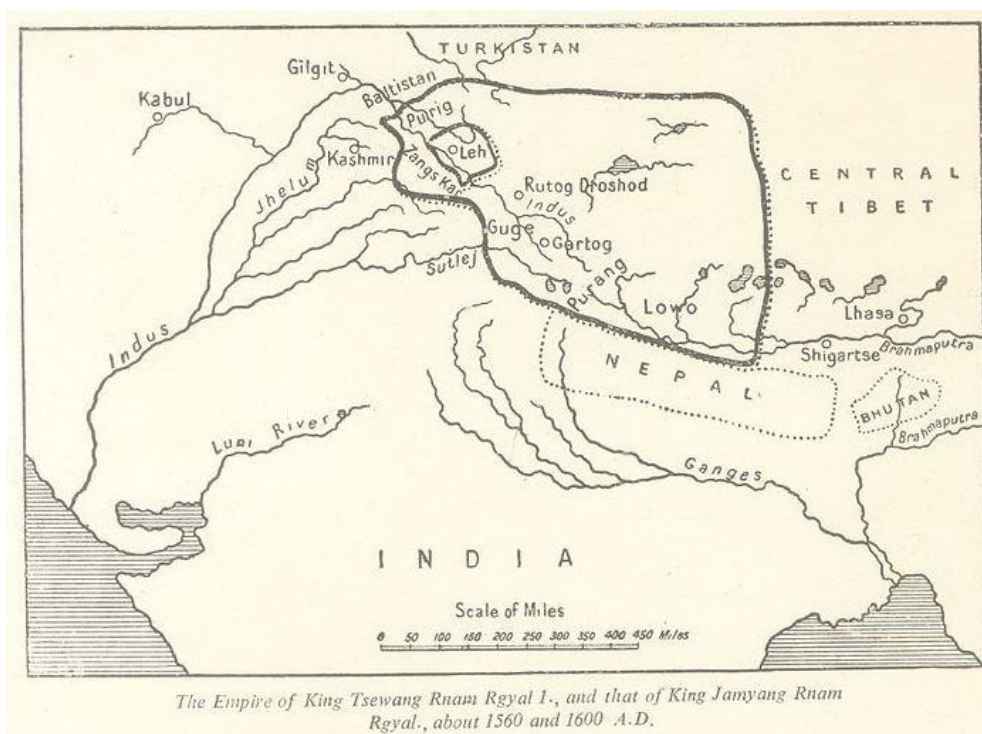 TURKISTAN
Gilgit
Baltistan
Kabul
Purig
Leh
Kashmir
Zangs Kar
Jhelum
CENTRAL
TIBET
Rutog Droshod
Indus
Guge
Gartog
Sutlej
Purang
Lowo
Lhasa
Indus
Shigartse
Brahmaputra
NEPAL
BHUTAN
Brahmaputra
Luni Rivera
Ganges
INDIA
Scale of Miles
0 50 100 150 200 250 300 350 400 450 Miles
The Empire of King Tsewang Rnam Rgyal I., and that of King Jamyang Rnam
Rgyal., about 1560 and 1600 A.D.